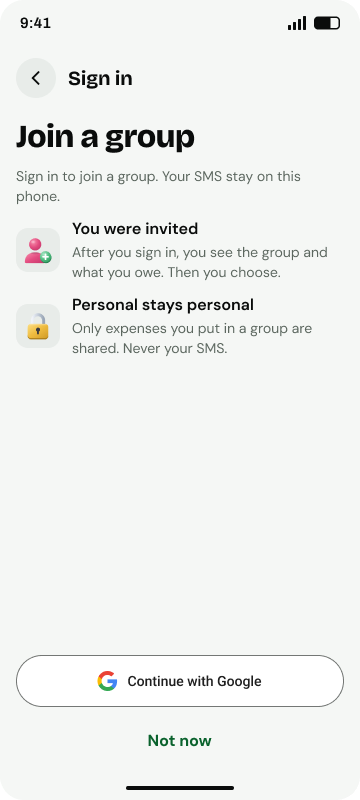 9:41
Sign in
Join a group
Sign in to join a group. Your SMS stay on this
phone.
You were invited
After you sign in, you see the group and
what you owe. Then you choose.
Personal stays personal
Only expenses you put in a group are
shared. Never your SMS.
Continue with Google
Not now